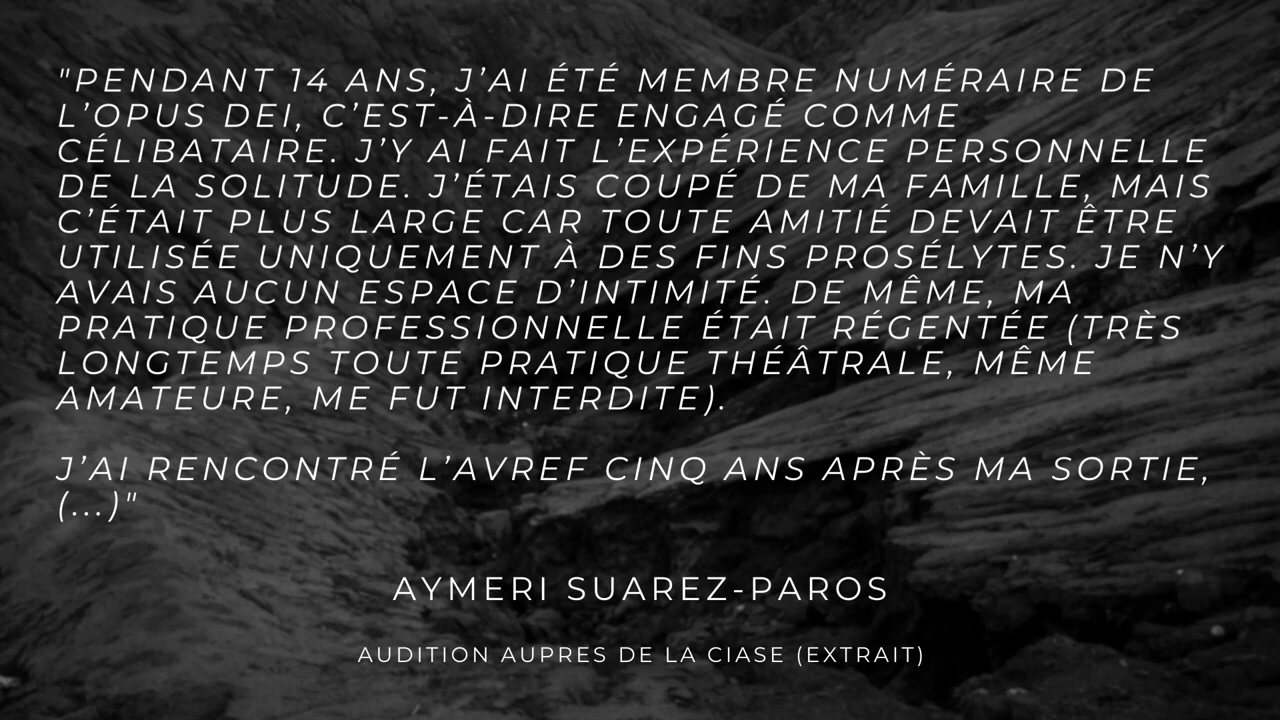 "PENDANT 14 ANS, J’AI ÉTÉ MEMBRE NUMÉRAIRE DE
L’OPUS DEI, C’EST-À-DIRE ENGAGÉ COMME
CÉLIBATAIRE. J’Y AI FAIT L’EXPÉRIENCE PERSONNELLE
DE LA SOLITUDE. J’ÉTAIS COUPÉ DE MA FAMILLE, MAIS
C’ÉTAIT PLUS LARGE CAR TOUTE AMITIÉ DEVAIT ÊTRE
UTILISÉE UNIQUEMENT À DES FINS PROSÉLYTES. JE N’Y
AVAIS AUCUN ESPACE D’INTIMITÉ. DE MÊME, MA
PRATIQUE PROFESSIONNELLE ÉTAIT RÉGENTÉE (TRÈS
LONGTEMPS TOUTE PRATIQUE THÉÂTRALE, MÊME
AMATEURE, ME FUT INTERDITE).
J’AI RENCONTRÉ L’AVREF CINQ ANS APRÈS MA SORTIE,
(...)"
AYMERI SUAREZ-PAROS
AUDITION AUPRES DE LA CIASE (EXTRAIT)